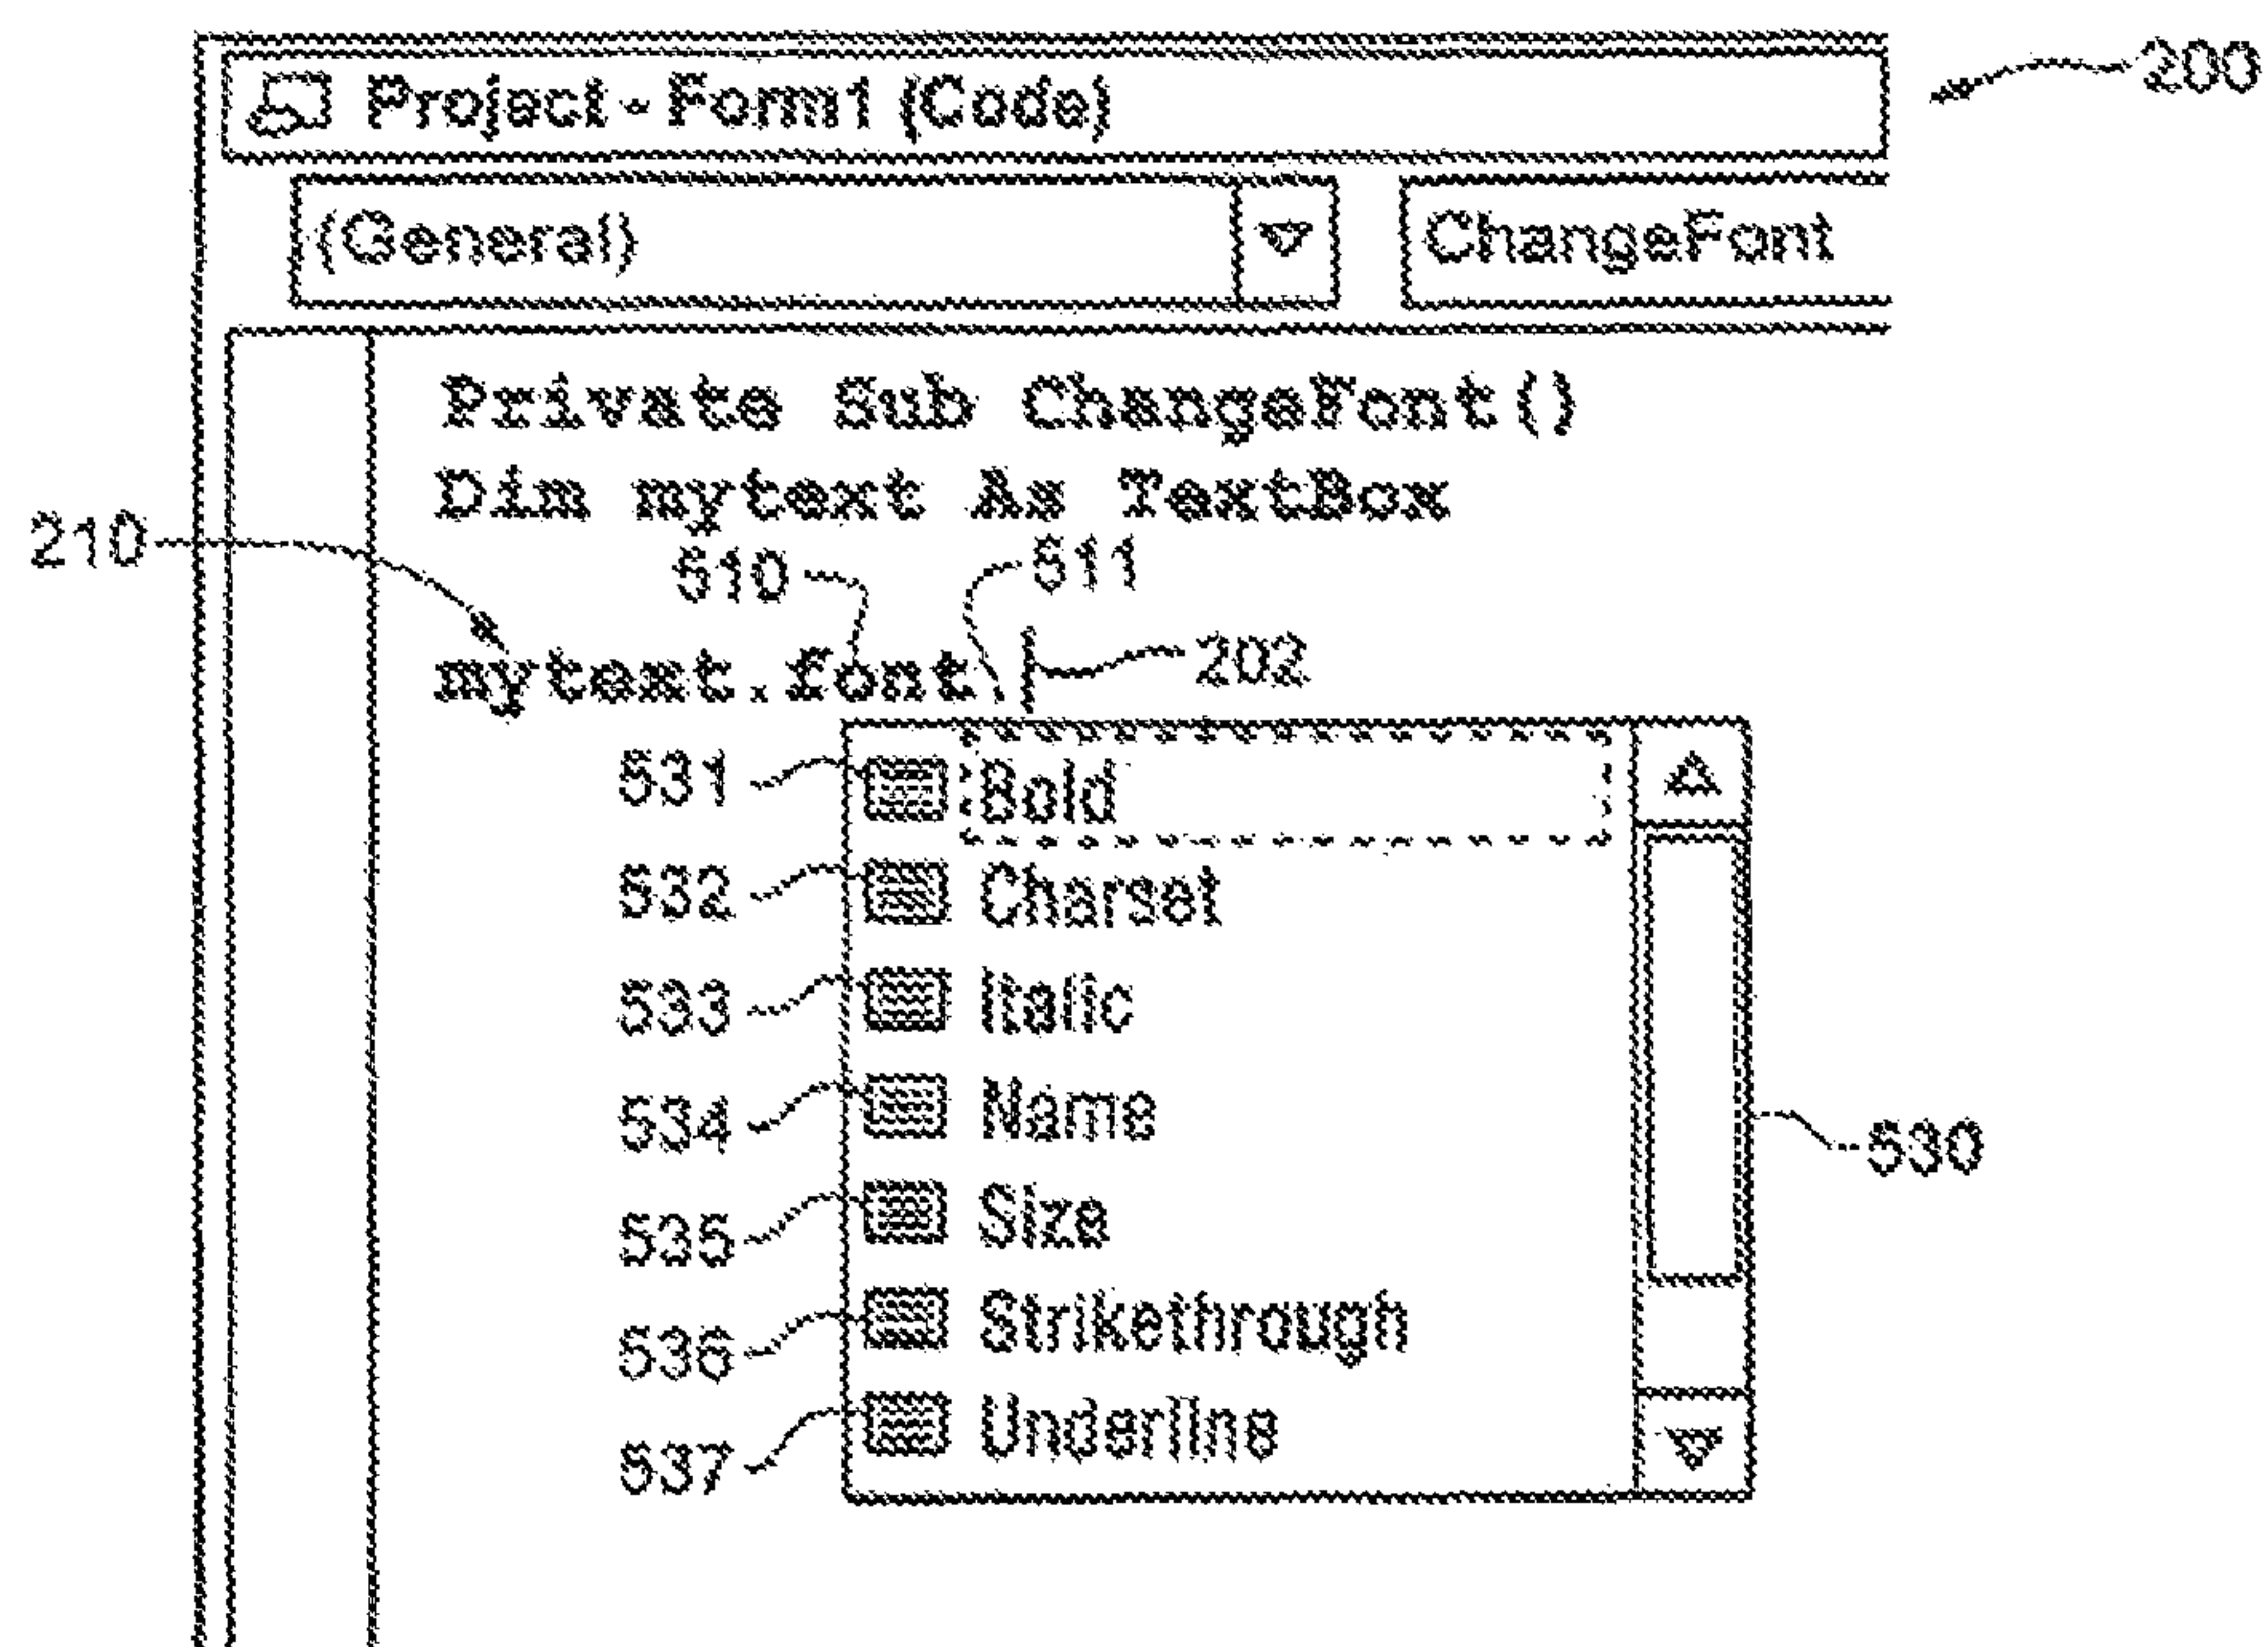 Project - Form1 (Code)
200
(General)
ChangeFont
Private Sub ChangeFont()
Dim mytext As TextBox
210
510
511
mytext.font.
202
531
Bold
532
Charset
533
Italic
534
Name
530
535
Size
536
Strikethrough
537
Underline